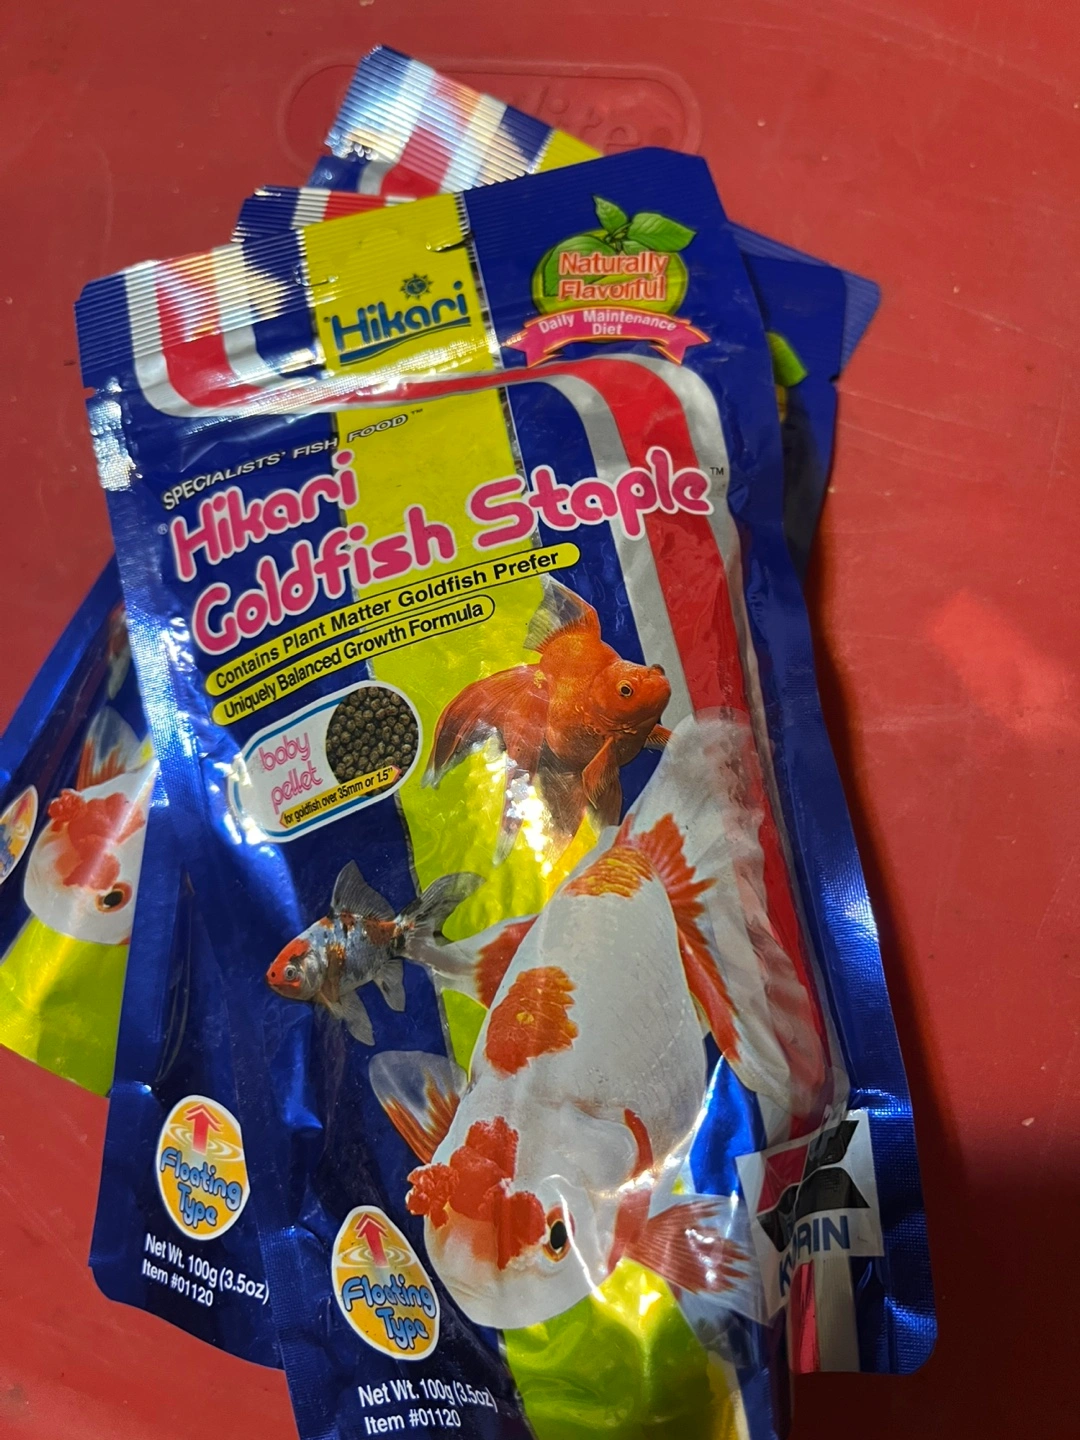 Hikari
Naturally
Flavorful
Daily Maintenance
Diet
SPECIALISTS' FISH FOOD™
®Hikari
Goldfish Staple™
Contains Plant Matter Goldfish Prefer
Uniquely Balanced Growth Formula
baby
pellet
for goldfish over 35mm or 1.5"
Floating
Type
Net Wt. 100g (3.5oz)
Item #01120
Floating
Type
Net Wt. 100g (3.5oz)
Item #01120